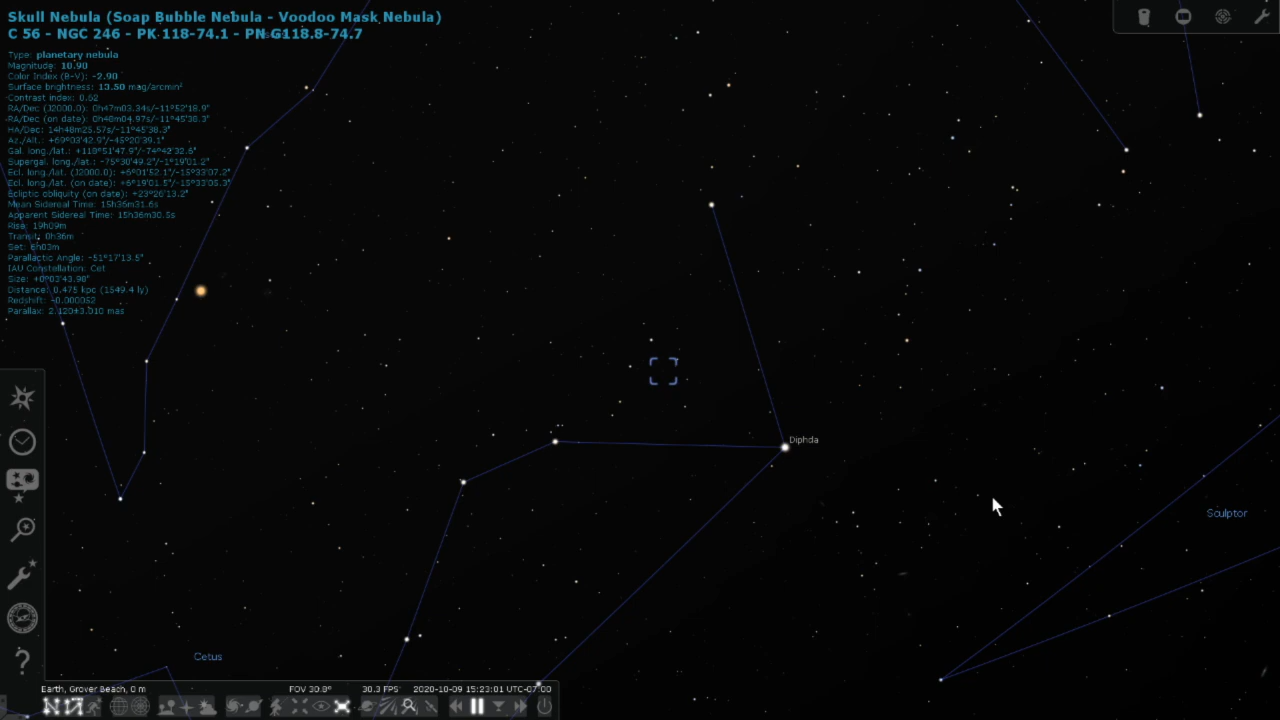 Skull Nebula (Soap Bubble Nebula - Voodoo Mask Nebula)
C 56 - NGC 246 - PK 118-74.1 - PN G118.8-74.7
Type: planetary nebula
Magnitude: 10.90
Color Index (B-V): -2.90
Surface brightness: 13.50 mag/arcmin²
Contrast index: 0.62
RA/Dec (J2000.0): 0h47m03.34s/-11°52'18.9"
RA/Dec (on date): 0h48m04.97s/-11°45'38.3"
HA/Dec: 14h48m25.57s/-11°45'38.3"
Az./Alt.: +69°03'42.9"/-45°20'39.1"
Gal. long./lat.: +118°51'47.9"/-74°42'32.6"
Supergal. long./lat.: -75°30'49.2"/-1°19'01.2"
Ecl. long./lat. (J2000.0): +6°01'52.1"/-15°33'07.2"
Ecl. long./lat. (on date): +6°19'01.5"/-15°33'05.3"
Ecliptic obliquity (on date): +23°26'13.2"
Mean Sidereal Time: 15h36m31.6s
Apparent Sidereal Time: 15h36m30.5s
Rise: 19h09m
Transit: 0h36m
Set: 6h03m
Parallactic Angle: -51°17'13.5"
IAU Constellation: Cet
Size: +0°03'43.98"
Distance: 0.475 kpc (1549.4 ly)
Redshift: -0.000052
Parallax: 2.120±3.010 mas
Diphda
Sculptor
Cetus
Earth, Grover Beach, 0 m FOV 30.8° 30.3 FPS 2020-10-09 15:23:01 UTC-07:00